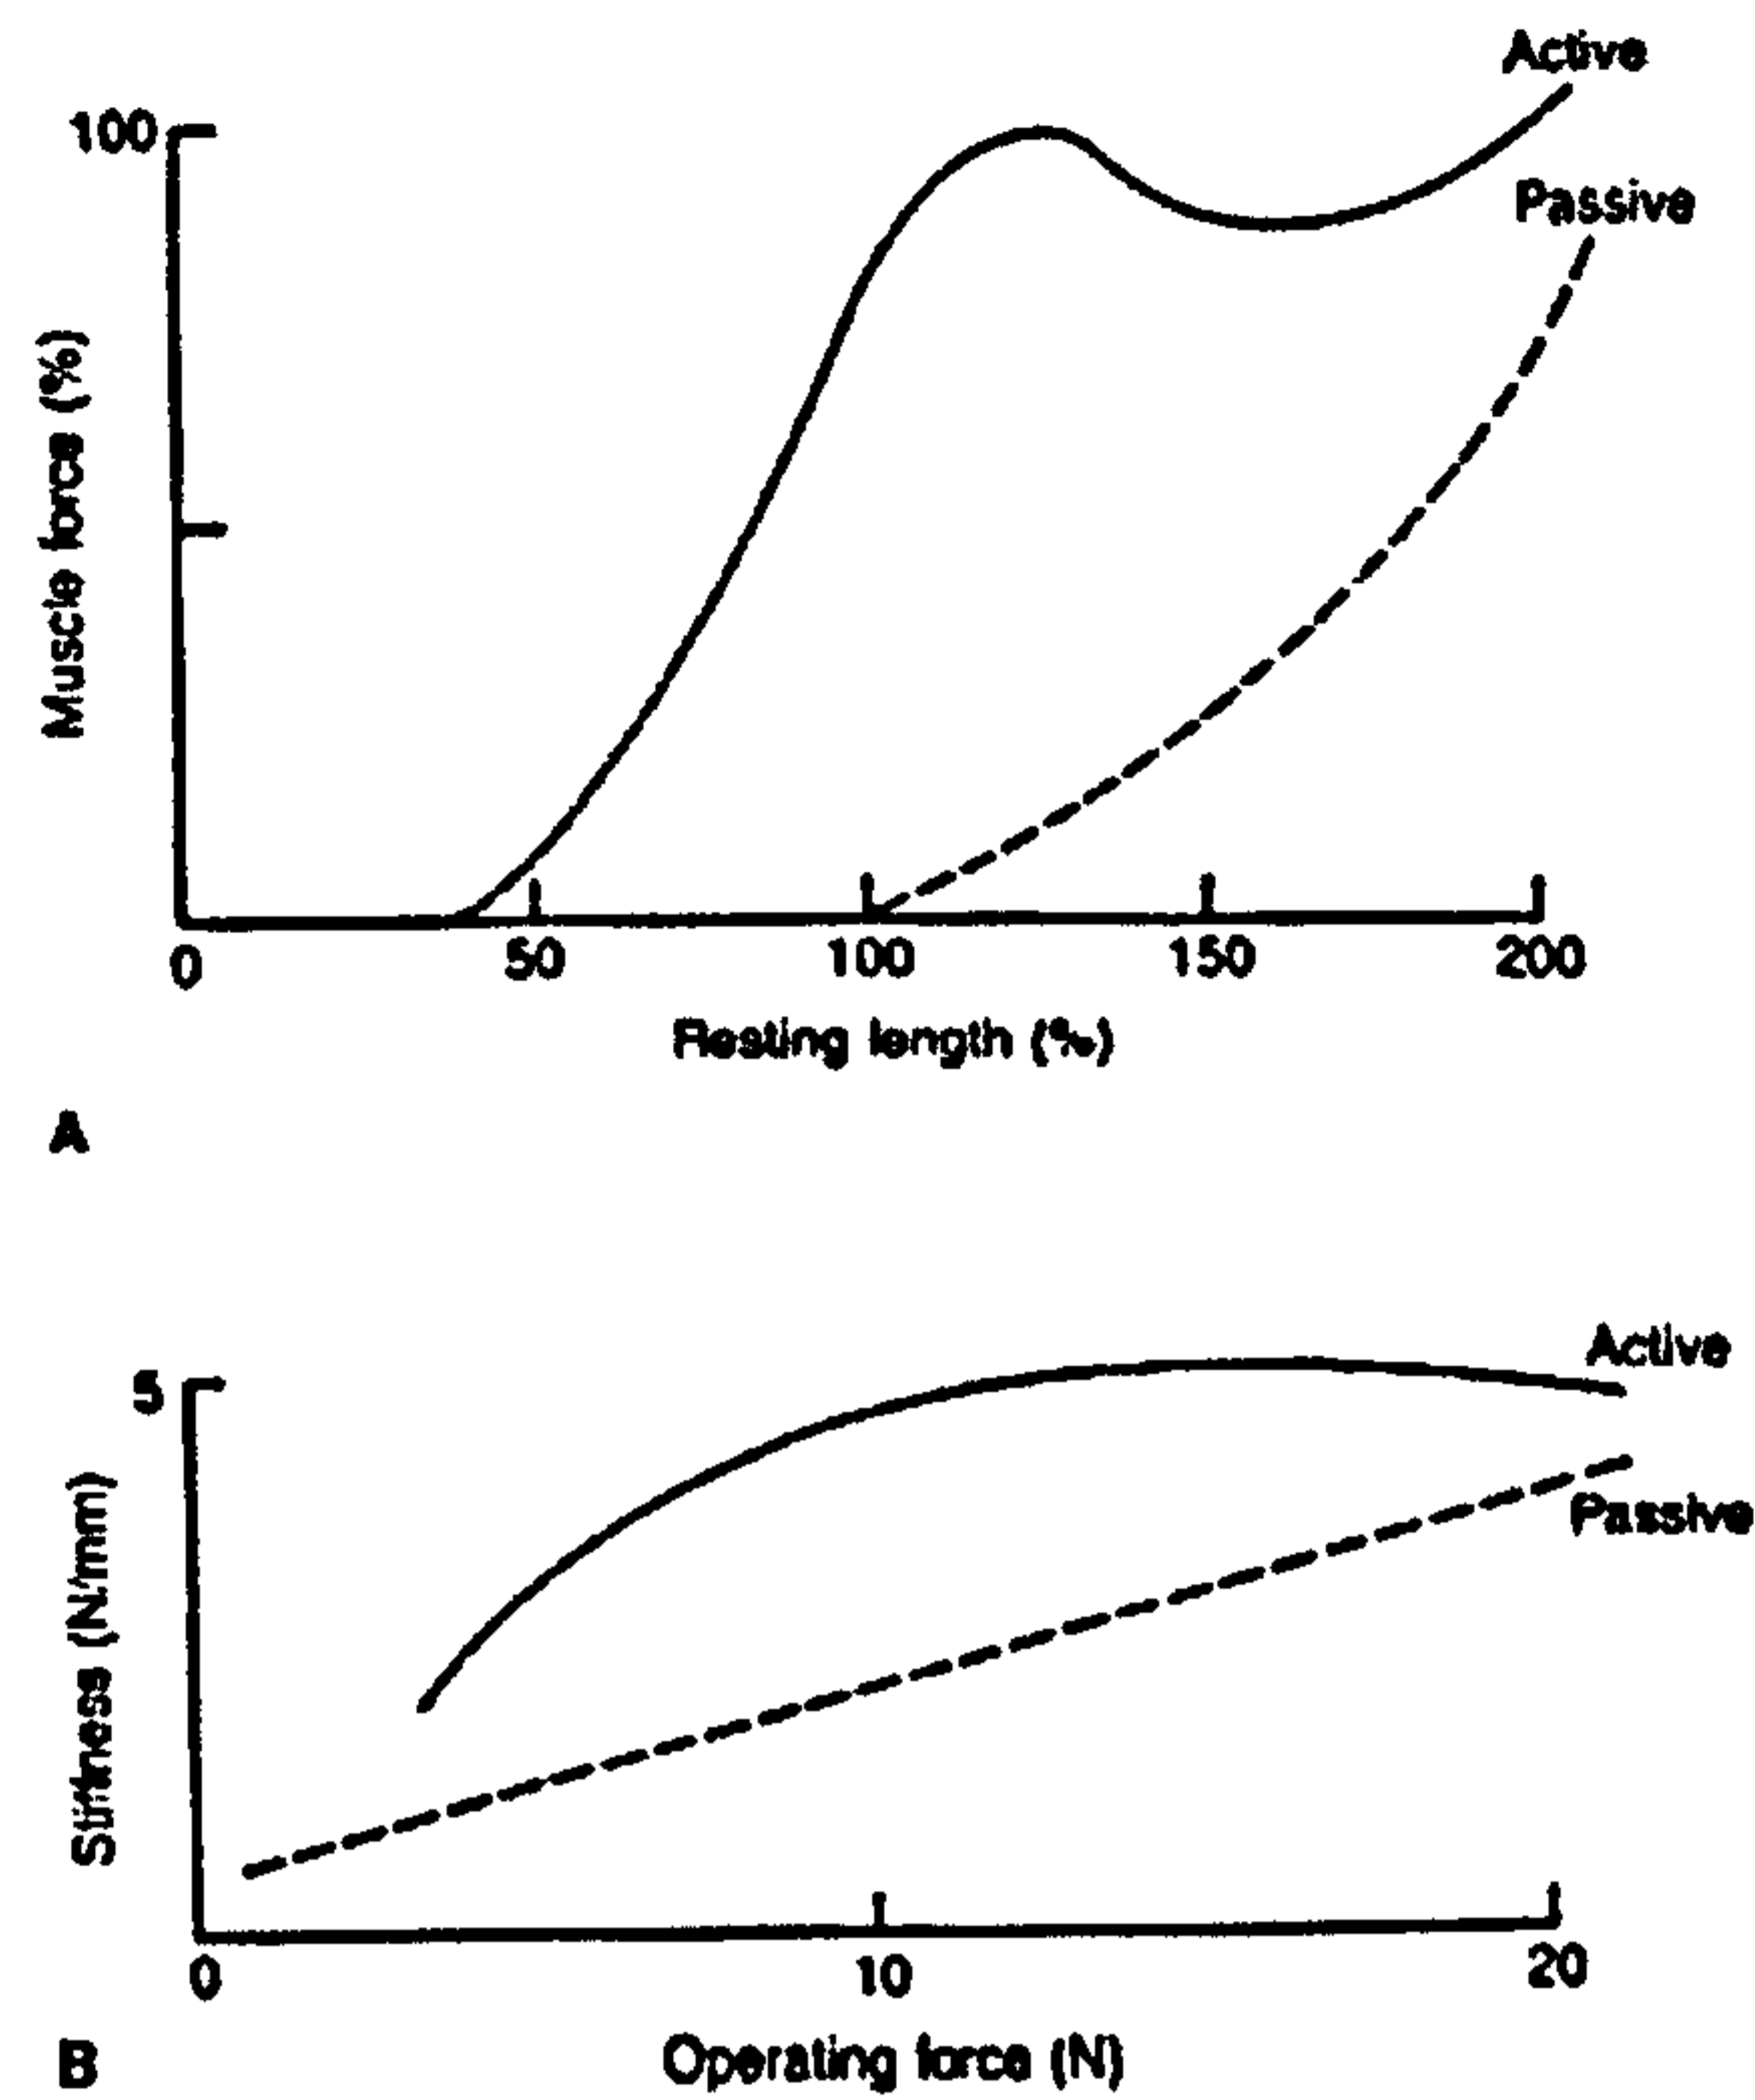 Active
100
Passive
Muscle force (%)
0 50 100 150 200
Resting length (%)
A
Active
5
Passive
Stiffness (N/mm)
0 10 20
B Operating force (N)